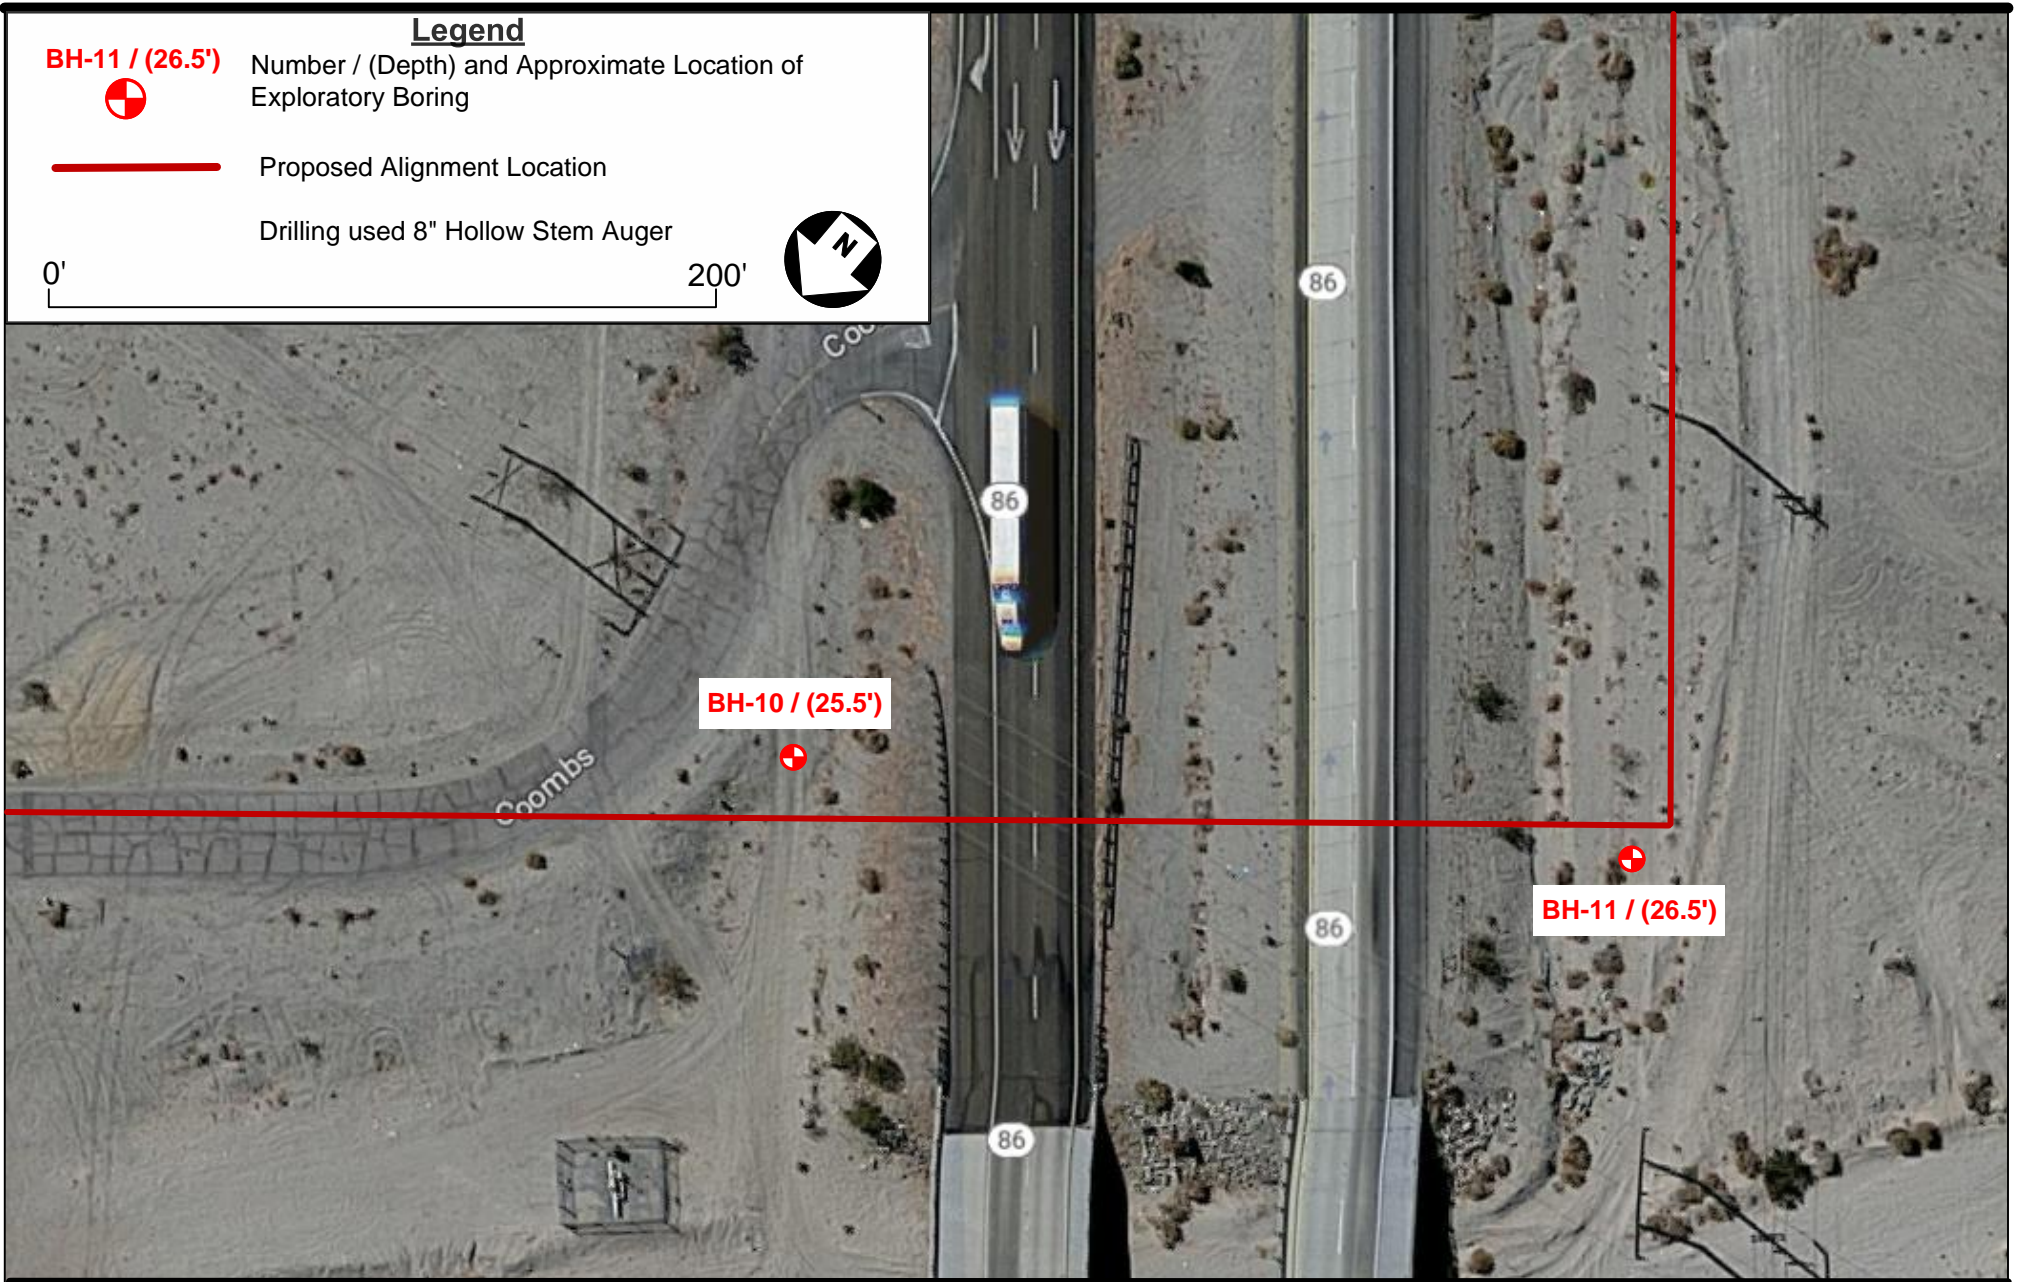 Legend
BH-11 / (26.5')
Number / (Depth) and Approximate Location of
Exploratory Boring
Proposed Alignment Location
Drilling used 8" Hollow Stem Auger
N
0'
200'
86
Coo
86
BH-10 / (25.5')
Coombs
BH-11 / (26.5')
86
86